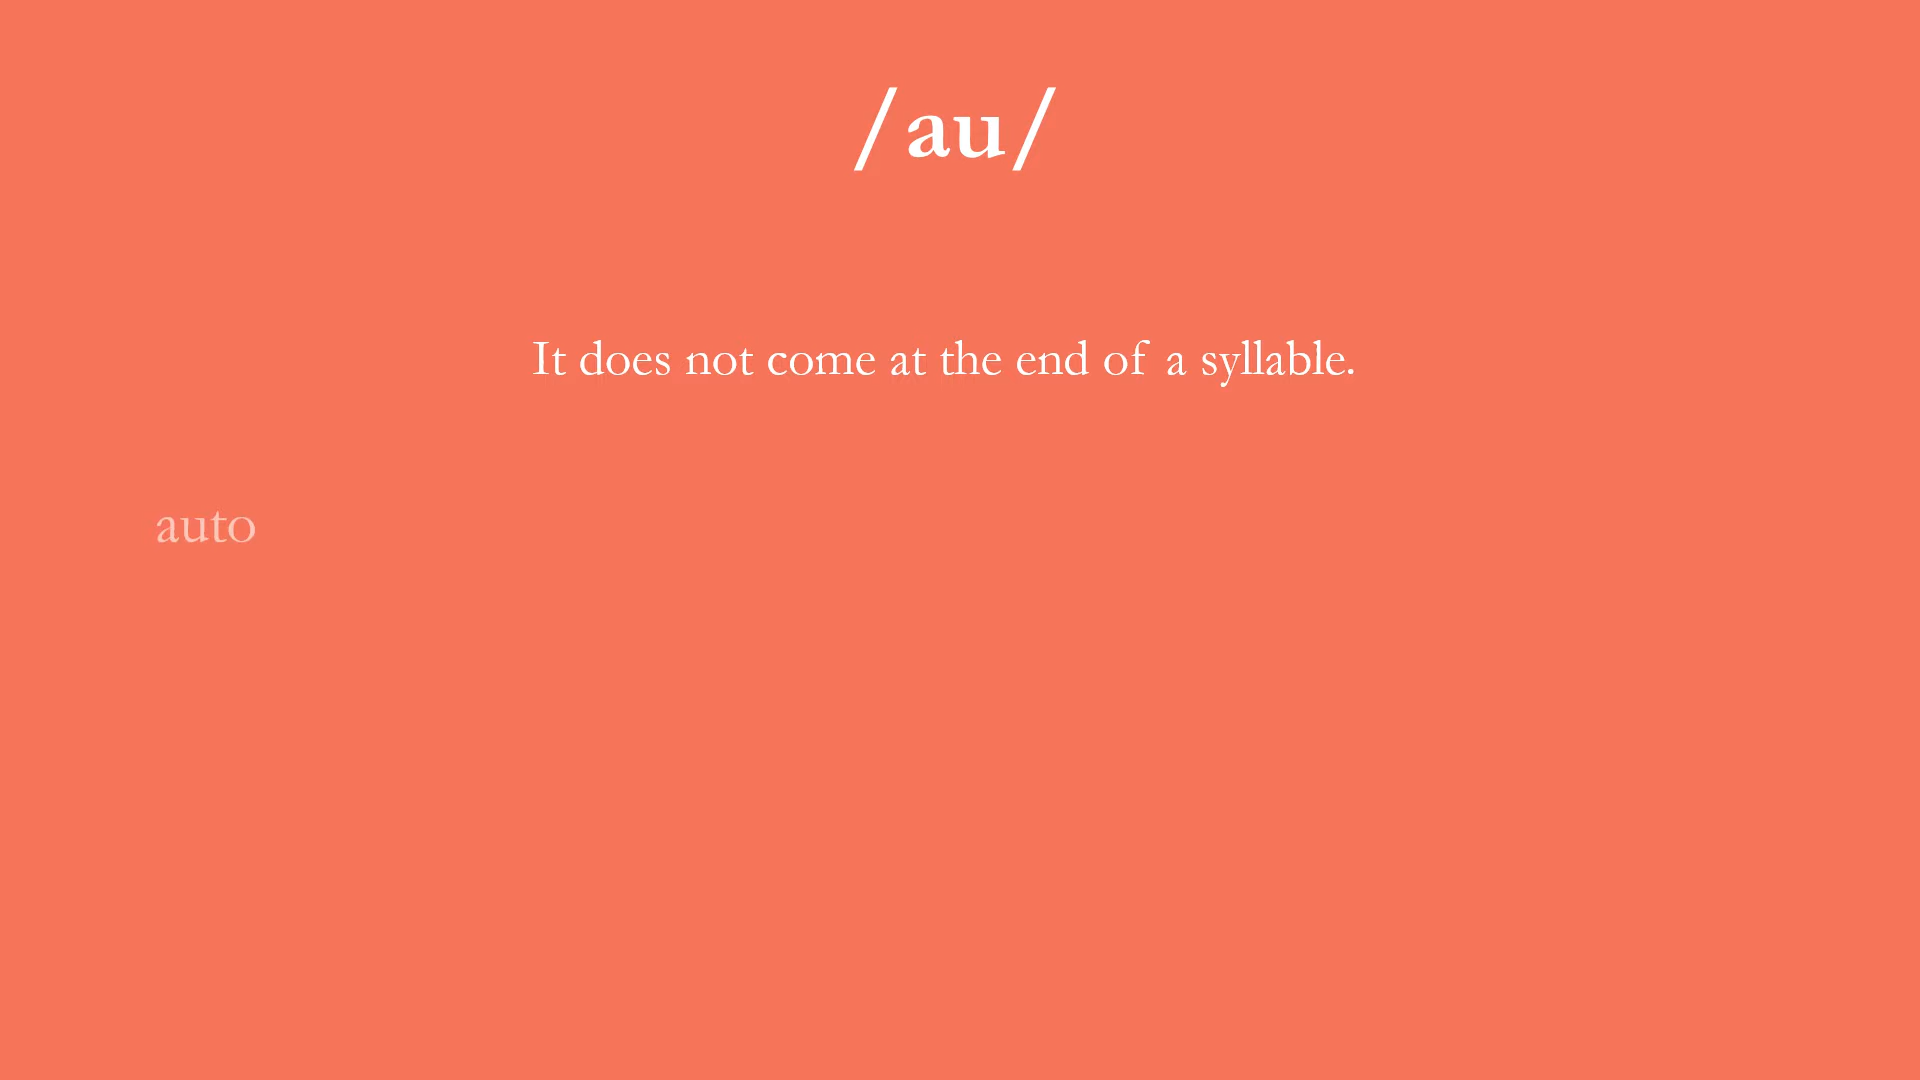 /au/
It does not come at the end of a syllable.
auto